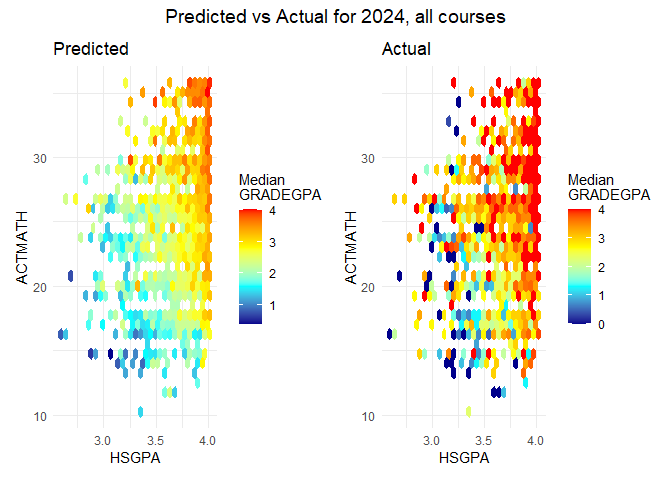 Predicted vs Actual for 2024, all courses
Predicted
ACTMATH
30
20
10
3.0 3.5 4.0
HSGPA
Median
GRADEGPA
4
3
2
1
Actual
ACTMATH
30
20
10
3.0 3.5 4.0
HSGPA
Median
GRADEGPA
4
3
2
1
0